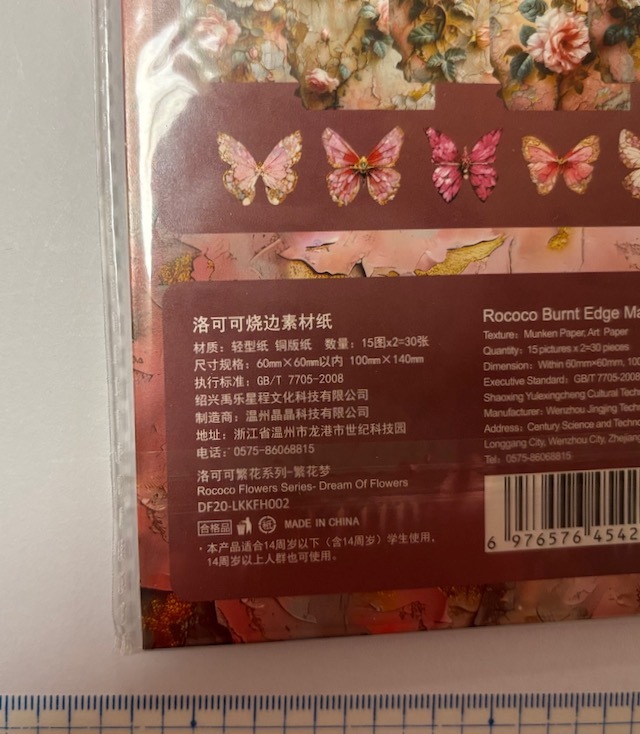 洛可可烧边素材纸
材质：轻型纸 铜版纸 数量：15图x2=30张
尺寸规格：60mm×60mm以内 100mm×140mm
执行标准：GB/T 7705-2008
绍兴禹乐星程文化科技有限公司
制造商：温州晶晶科技有限公司
地址：浙江省温州市龙港市世纪科技园
电话：0575-86068815
洛可可繁花系列-繁花梦
Rococo Flowers Series- Dream Of Flowers
DF20-LKKFH002
合格品 纸 MADE IN CHINA
·本产品适合14周岁以下（含14周岁）学生使用，
14周岁以上人群也可使用。
Rococo Burnt Edge Ma
Texture: Munken Paper, Art Paper
Quantity: 15 pictures x 2=30 pieces
Dimension: Within 60mm×60mm, 100
Executive Standard: GB/T 7705-2008
Shaoxing Yulexingcheng Cultural Techn
Manufacturer: Wenzhou Jingjing Techn
Address: Century Science and Techno
Longgang City, Wenzhou City, Zhejian
Tel: 0575-86068815
6 976576 4542